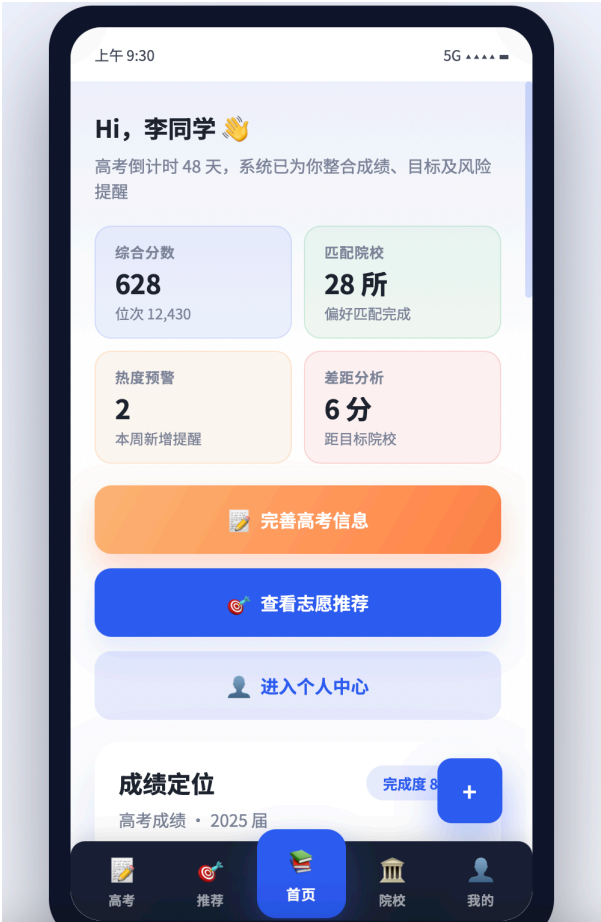 上午 9:30
5G
Hi，李同学 👋
高考倒计时 48 天，系统已为你整合成绩、目标及风险
提醒
综合分数
628
位次 12,430
匹配院校
28 所
偏好匹配完成
热度预警
2
本周新增提醒
差距分析
6 分
距目标院校
📝 完善高考信息
🎯 查看志愿推荐
👤 进入个人中心
成绩定位
完成度 8
+
高考成绩 · 2025 届
高考
推荐
首页
院校
我的